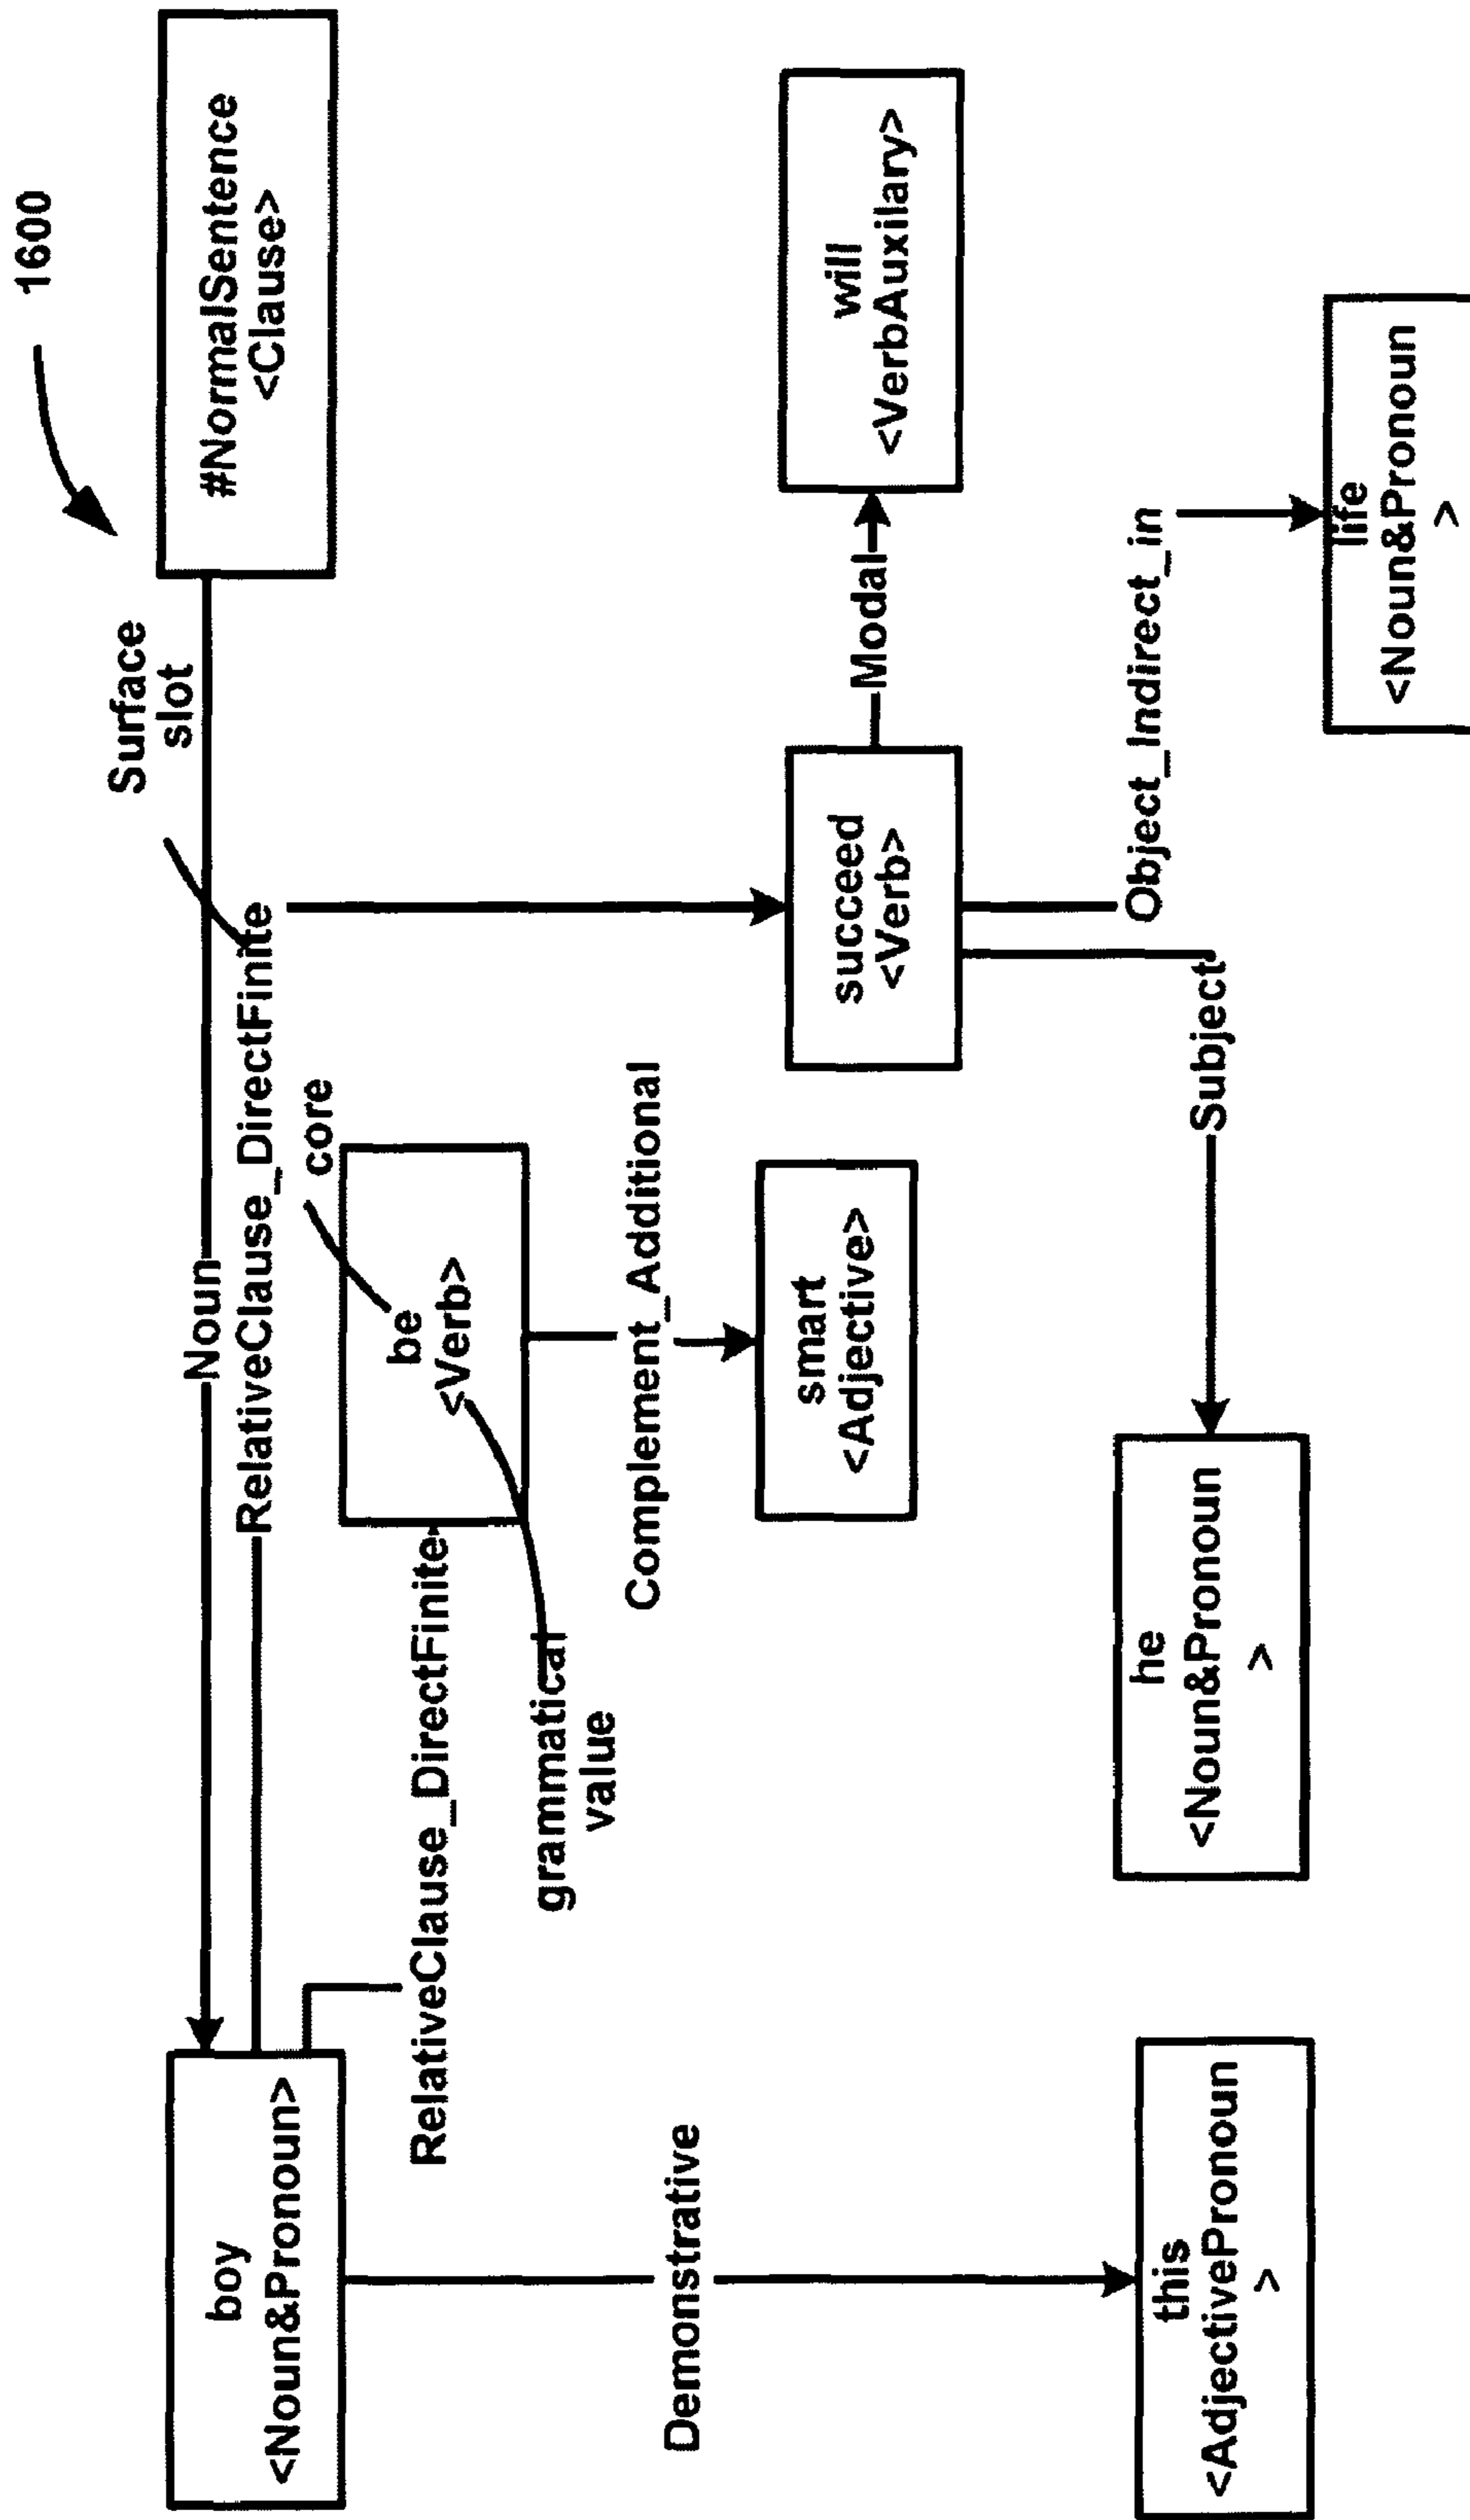 1600
#NormalSentence
<Clause>
Surface
slot
Noun
RelativeClause_DirectFinite
boy
<Noun&Pronoun>
core
be
<Verb>
RelativeClause_DirectFinite
grammatical
value
Complement_Additional
smart
<Adjective>
Demonstrative
succeed
<Verb>
Modal
will
<VerbAuxiliary>
Object_Indirect_in
Subject
this
<AdjectivePronoun
>
he
<Noun&Pronoun
>
life
<Noun&Pronoun
>